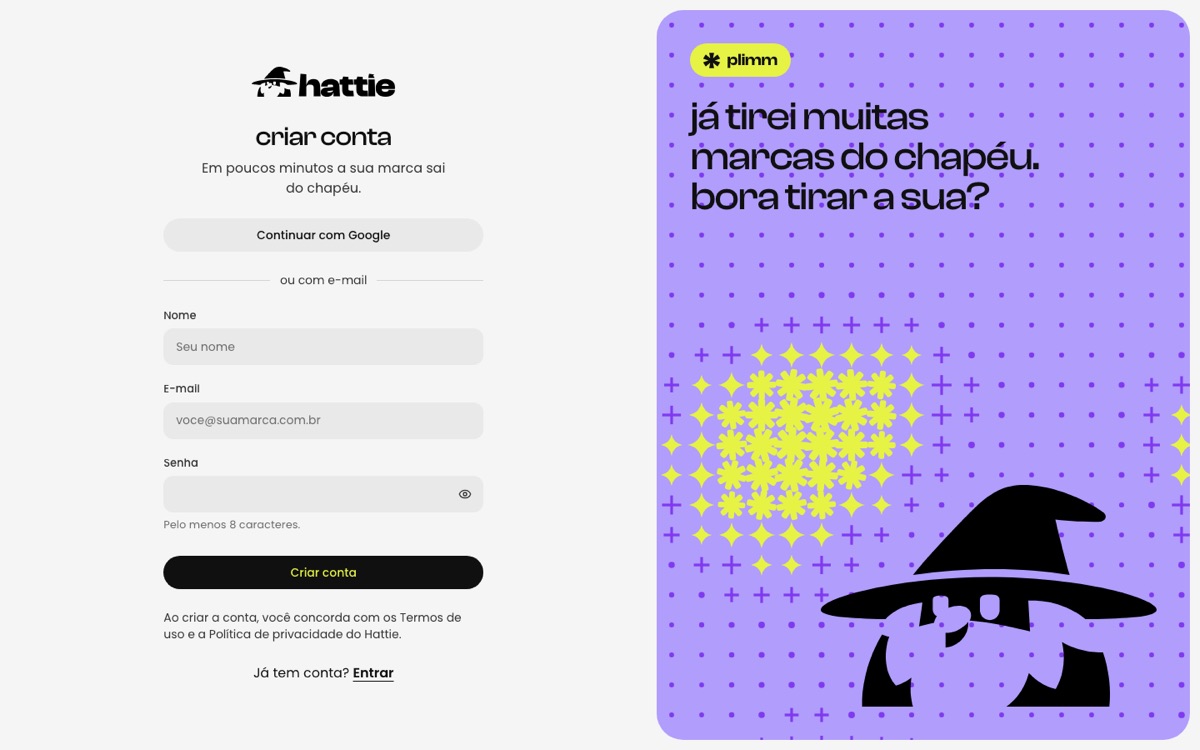 hattie
criar conta
Em poucos minutos a sua marca sai
do chapéu.
Continuar com Google
ou com e-mail
Nome
Seu nome
E-mail
voce@suamarca.com.br
Senha
Pelo menos 8 caracteres.
Criar conta
Ao criar a conta, você concorda com os Termos de
uso e a Política de privacidade do Hattie.
Já tem conta? Entrar
plimm
já tirei muitas
marcas do chapéu.
bora tirar a sua?